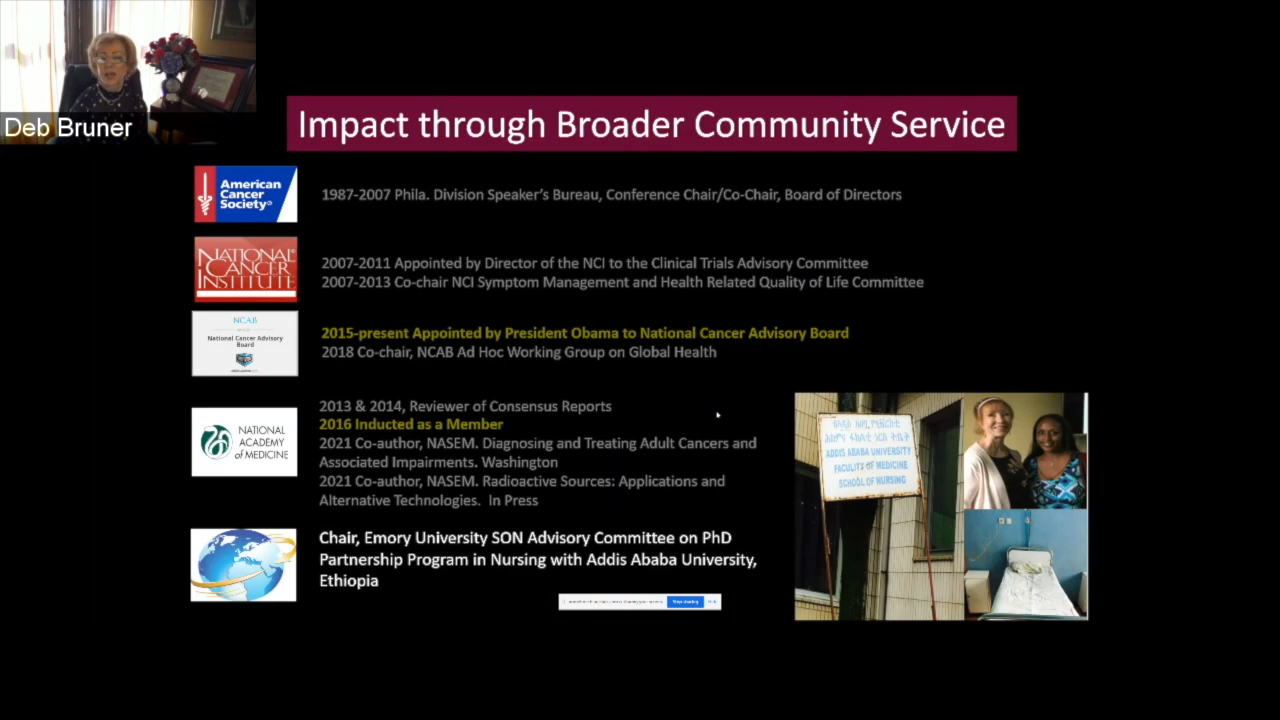 Deb Bruner
Impact through Broader Community Service
American
Cancer
Society®
1987-2007 Phila. Division Speaker's Bureau, Conference Chair/Co-Chair, Board of Directors
NATIONAL
CANCER
INSTITUTE
2007-2011 Appointed by Director of the NCI to the Clinical Trials Advisory Committee
2007-2013 Co-chair NCI Symptom Management and Health Related Quality of Life Committee
NCAB
National Cancer Advisory
Board
2015-present Appointed by President Obama to National Cancer Advisory Board
2018 Co-chair, NCAB Ad Hoc Working Group on Global Health
NATIONAL
ACADEMY
of MEDICINE
2013 & 2014, Reviewer of Consensus Reports
2016 Inducted as a Member
2021 Co-author, NASEM. Diagnosing and Treating Adult Cancers and
Associated Impairments. Washington
2021 Co-author, NASEM. Radioactive Sources: Applications and
Alternative Technologies. In Press
Chair, Emory University SON Advisory Committee on PhD
Partnership Program in Nursing with Addis Ababa University,
Ethiopia
ADDIS ABABA UNIVERSITY
FACULTY OF MEDICINE
SCHOOL OF NURSING
Stop sharing
Hide